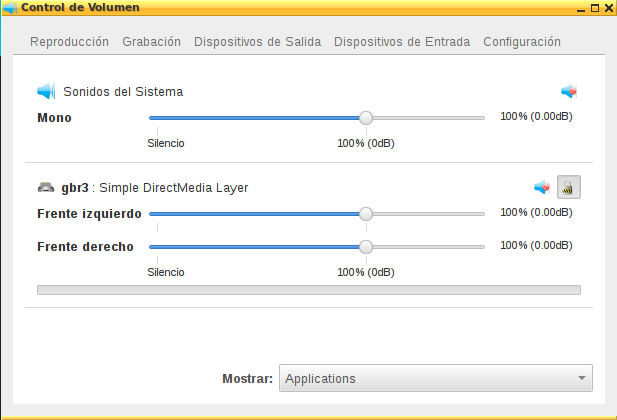 Control de Volumen
Reproducción Grabación Dispositivos de Salida Dispositivos de Entrada Configuración
Sonidos del Sistema
Mono 100% (0.00dB)
Silencio 100% (0dB)
gbr3 : Simple DirectMedia Layer
Frente izquierdo 100% (0.00dB)
Frente derecho 100% (0.00dB)
Silencio 100% (0dB)
Mostrar: Applications